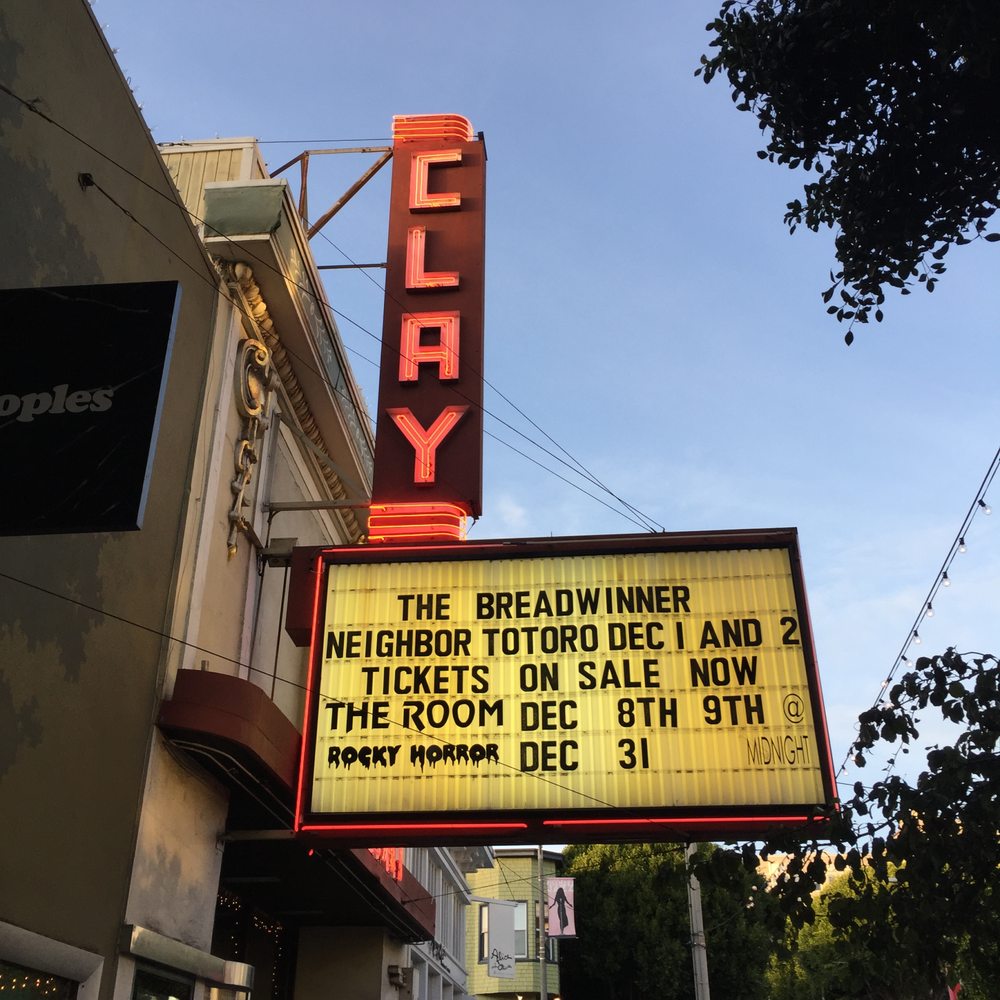 CLAY
oples
THE BREADWINNER
NEIGHBOR TOTORO DEC 1 AND 2
TICKETS ON SALE NOW
THE ROOM DEC 8TH 9TH @
ROCKY HORROR DEC 31 MIDNIGHT